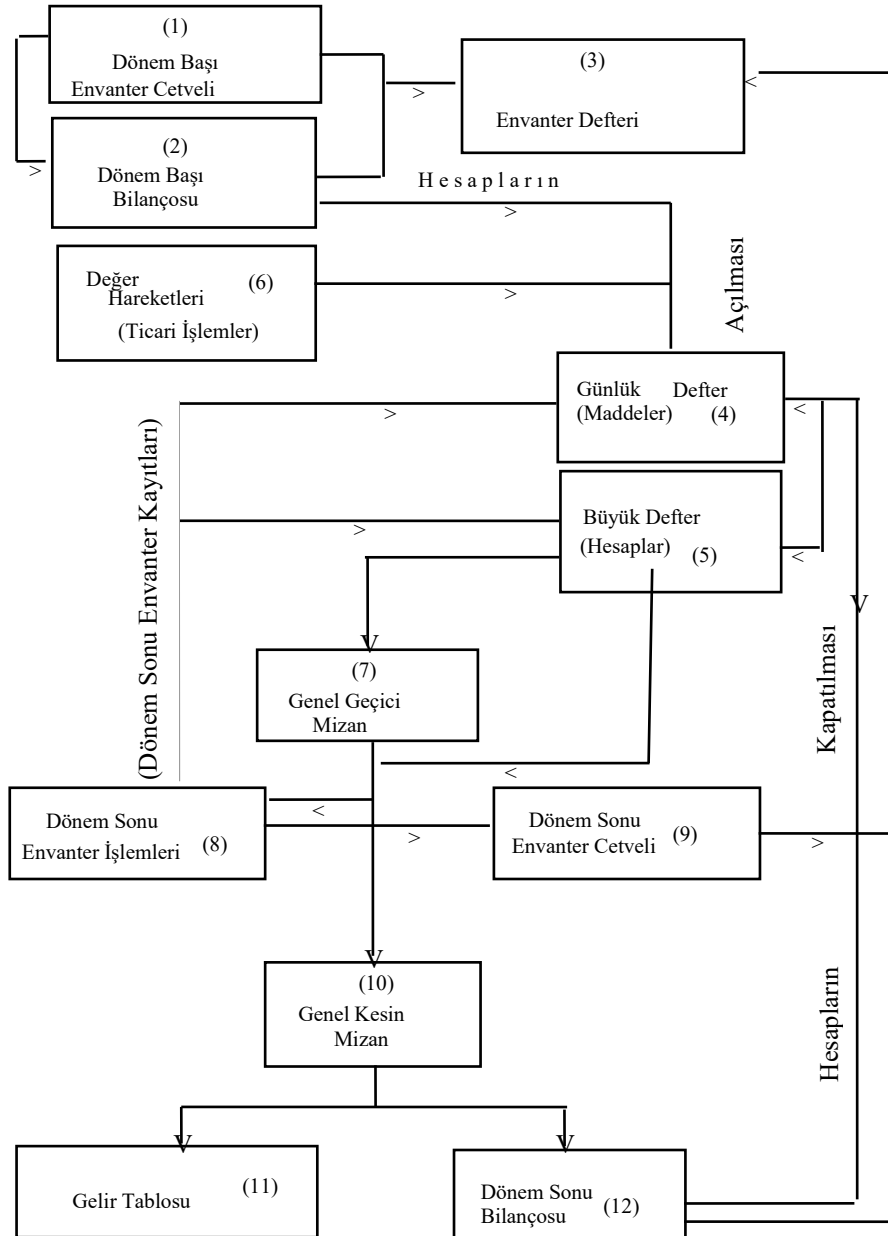 (1)
Dönem Başı
Envanter Cetveli
(3)
Envanter Defteri
(2)
Dönem Başı
Bilançosu
Hesapların
Açılması
Değer (6)
Hareketleri
(Ticari İşlemler)
Günlük Defter
(Maddeler) (4)
(Dönem Sonu Envanter Kayıtları)
Büyük Defter
(Hesaplar) (5)
(7)
Genel Geçici
Mizan
Kapatılması
Dönem Sonu
Envanter İşlemleri (8)
Dönem Sonu
Envanter Cetveli (9)
Hesapların
(10)
Genel Kesin
Mizan
Gelir Tablosu (11)
Dönem Sonu
Bilançosu (12)